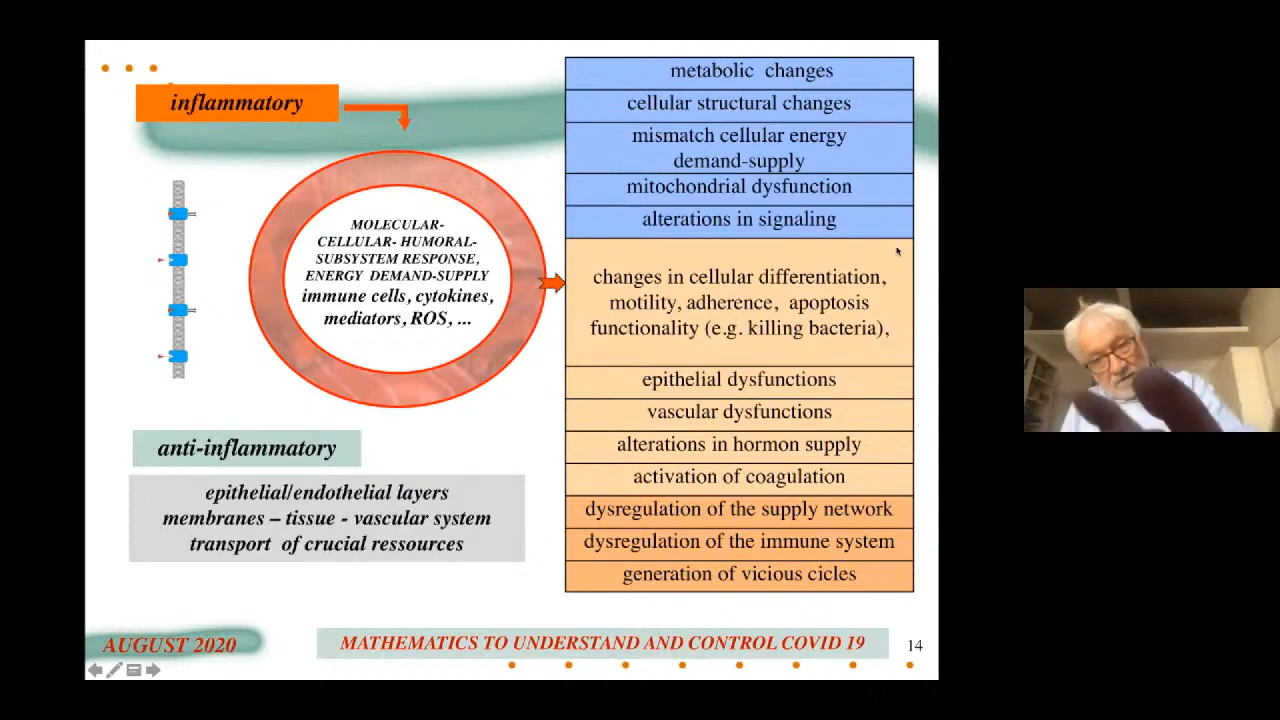 inflammatory
MOLECULAR-
CELLULAR- HUMORAL-
SUBSYSTEM RESPONSE,
ENERGY DEMAND-SUPPLY
immune cells, cytokines,
mediators, ROS, ...
anti-inflammatory
epithelial/endothelial layers
membranes – tissue - vascular system
transport of crucial ressources
metabolic changes
cellular structural changes
mismatch cellular energy
demand-supply
mitochondrial dysfunction
alterations in signaling
changes in cellular differentiation,
motility, adherence, apoptosis
functionality (e.g. killing bacteria),
epithelial dysfunctions
vascular dysfunctions
alterations in hormon supply
activation of coagulation
dysregulation of the supply network
dysregulation of the immune system
generation of vicious cicles
AUGUST 2020
MATHEMATICS TO UNDERSTAND AND CONTROL COVID 19
14